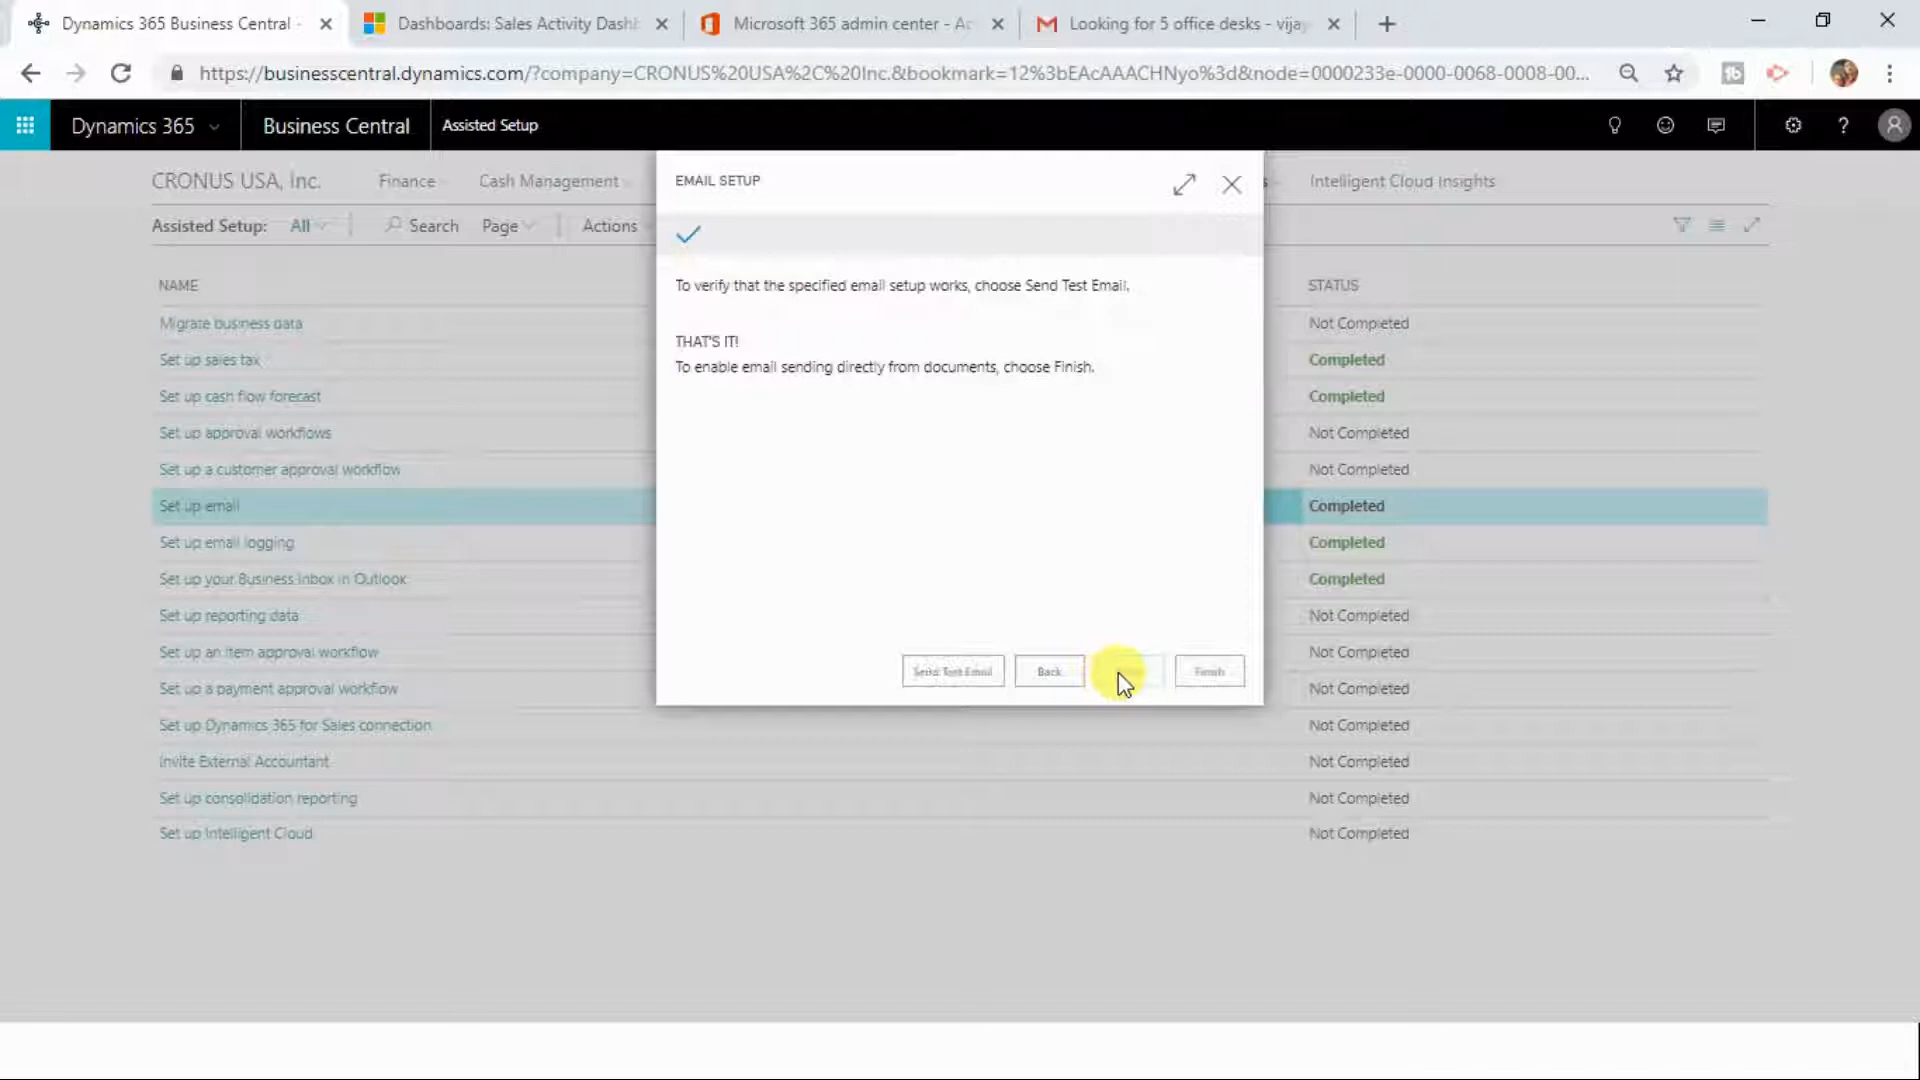 Dynamics 365 Business Central -
Dashboards: Sales Activity Dashb
Microsoft 365 admin center - Ac
Looking for 5 office desks - vijay
https://businesscentral.dynamics.com/?company=CRONUS%20USA%2C%20Inc.&bookmark=12%3bEAcAAACHNyo%3d&node=0000233e-0000-0068-0008-00...
Dynamics 365
Business Central
Assisted Setup
CRONUS USA, Inc.
Finance
Cash Management
Intelligent Cloud Insights
Assisted Setup: All
Search
Page
Actions
EMAIL SETUP
To verify that the specified email setup works, choose Send Test Email.
THAT'S IT!
To enable email sending directly from documents, choose Finish.
Send Test Email
Back
Finish
NAME
STATUS
Migrate business data
Not Completed
Set up sales tax
Completed
Set up cash flow forecast
Completed
Set up approval workflows
Not Completed
Set up a customer approval workflow
Not Completed
Set up email
Completed
Set up email logging
Completed
Set up your Business Inbox in Outlook
Completed
Set up reporting data
Not Completed
Set up an item approval workflow
Not Completed
Set up a payment approval workflow
Not Completed
Set up Dynamics 365 for Sales connection
Not Completed
Invite External Accountant
Not Completed
Set up consolidation reporting
Not Completed
Set up Intelligent Cloud
Not Completed